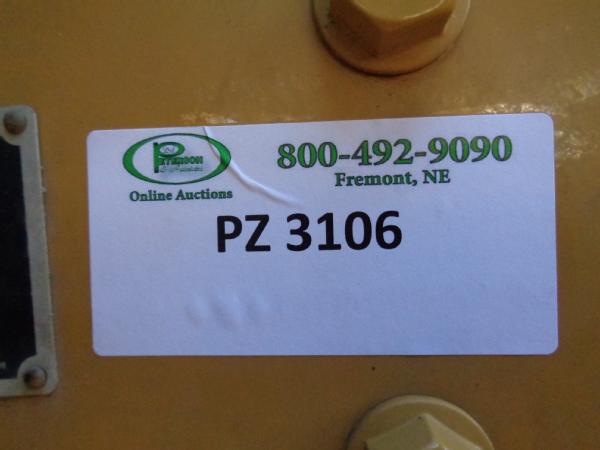 PETERSON
Online Auctions
800-492-9090
Fremont, NE
PZ 3106